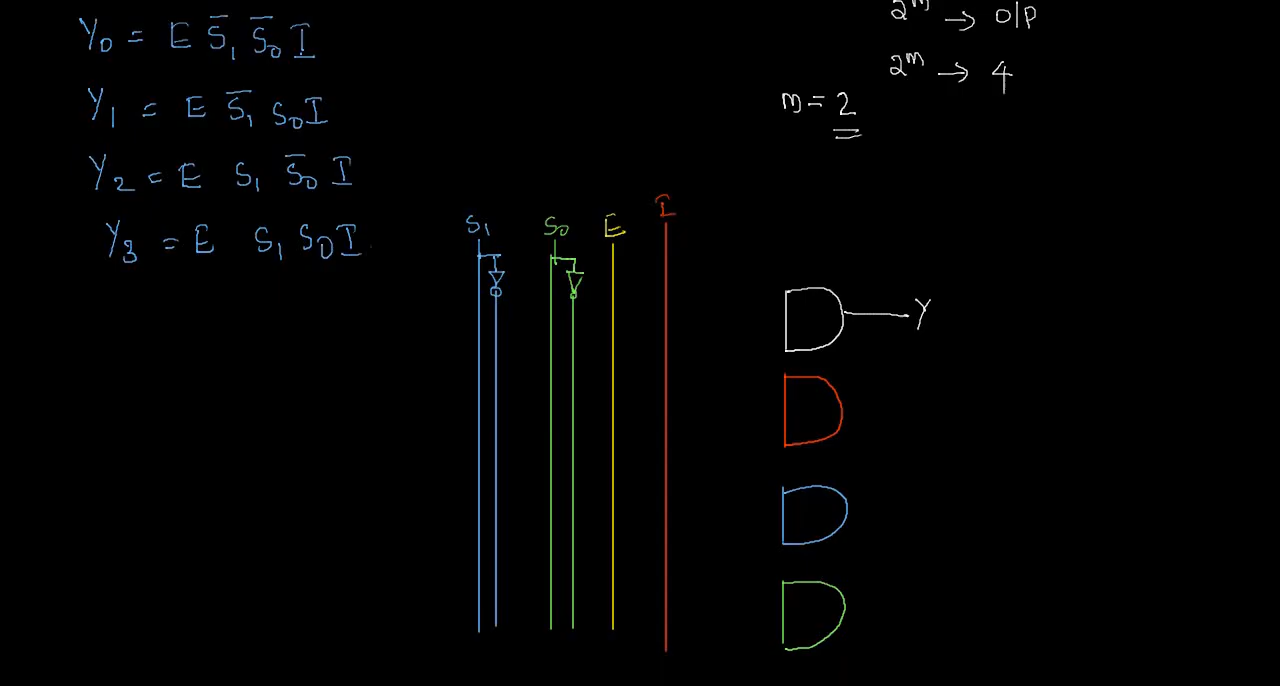 Y₀ = E S̅₁ S̅₀ I
Y₁ = E S̅₁ S₀ I
Y₂ = E S₁ S̅₀ I
Y₃ = E S₁ S₀ I
2ᵐ → O/P
2ᵐ → 4
m = 2
S₁ S₀ E I
Y